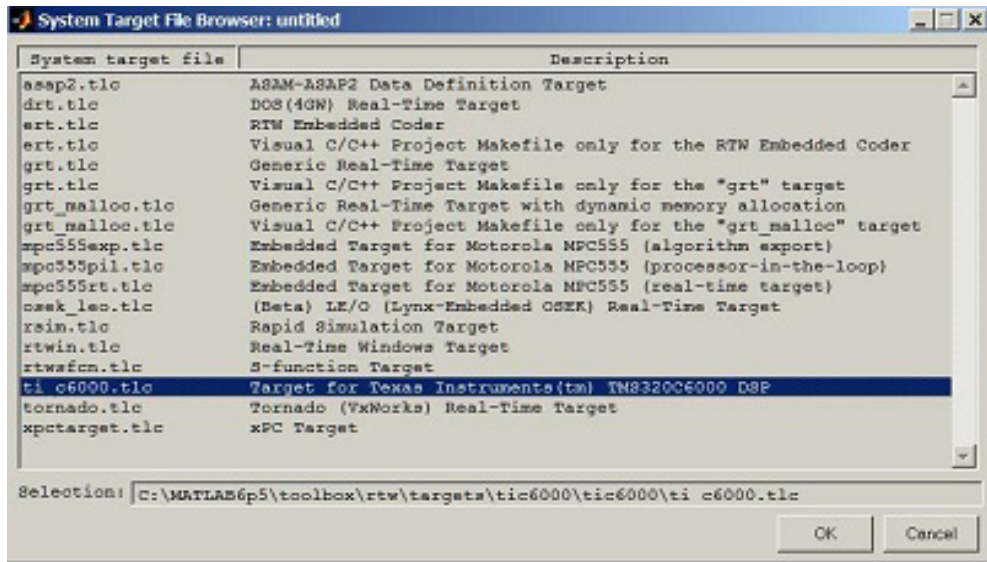 System Target File Browser: untitled
System target file Description
asap2.tlc ASAM-ASAP2 Data Definition Target
drt.tlc DOS(4GW) Real-Time Target
ert.tlc RTW Embedded Coder
ert.tlc Visual C/C++ Project Makefile only for the RTW Embedded Coder
grt.tlc Generic Real-Time Target
grt.tlc Visual C/C++ Project Makefile only for the "grt" target
grt_malloc.tlc Generic Real-Time Target with dynamic memory allocation
grt_malloc.tlc Visual C/C++ Project Makefile only for the "grt_malloc" target
mpc555exp.tlc Embedded Target for Motorola MPC555 (algorithm export)
mpc555pil.tlc Embedded Target for Motorola MPC555 (processor-in-the-loop)
mpc555rt.tlc Embedded Target for Motorola MPC555 (real-time target)
osek_leo.tlc (Beta) LE/O (Lynx-Embedded OSEK) Real-Time Target
rsim.tlc Rapid Simulation Target
rtwin.tlc Real-Time Windows Target
rtwsfcn.tlc S-function Target
ti c6000.tlc Target for Texas Instruments(tm) TMS320C6000 DSP
tornado.tlc Tornado (VxWorks) Real-Time Target
xpctarget.tlc xPC Target
Selection: C:\MATLAB6p5\toolbox\rtw\targets\tic6000\tic6000\ti c6000.tlc
OK Cancel